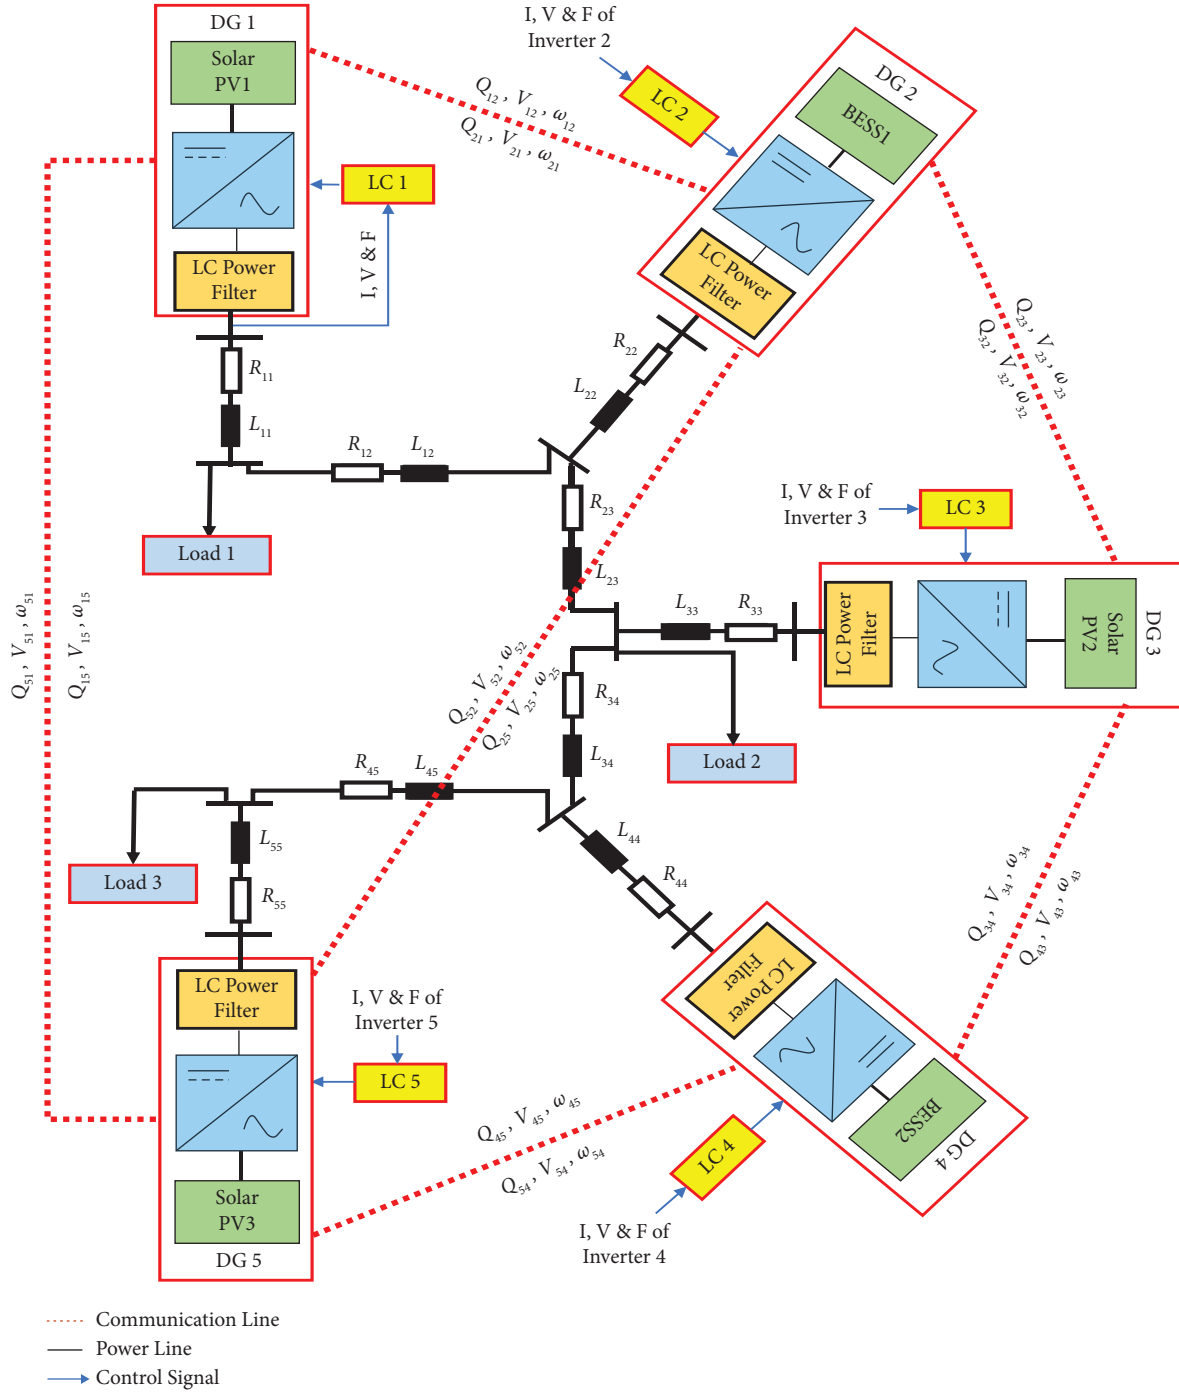 DG 1
Solar
PV1
LC Power
Filter
LC 1
I, V & F
I, V & F of
Inverter 2
LC 2
DG 2
BESS1
LC Power
Filter
Q12 , V12 , ω12
Q21 , V21 , ω21
Q23 , V23 , ω23
Q32 , V32 , ω32
R11
L11
R12
L12
R22
L22
R23
L23
Load 1
I, V & F of
Inverter 3
LC 3
L33
R33
LC Power
Filter
Solar
PV2
DG 3
Q51 , V51 , ω51
Q15 , V15 , ω15
Q52 , V52 , ω52
Q25 , V25 , ω25
R34
L34
Load 2
R45
L45
L55
R55
Load 3
L44
R44
Q34 , V34 , ω34
Q43 , V43 , ω43
LC Power
Filter
BESS2
DG 4
LC 4
I, V & F of
Inverter 4
LC Power
Filter
I, V & F of
Inverter 5
LC 5
Solar
PV3
DG 5
Q45 , V45 , ω45
Q54 , V54 , ω54
Communication Line
Power Line
Control Signal